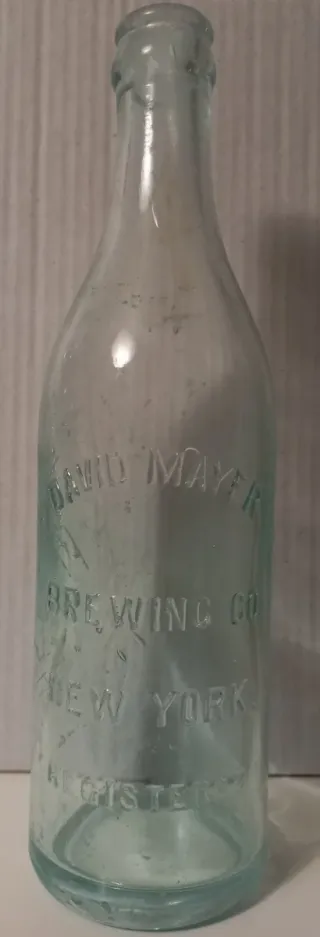 DAVID MAYER
BREWING CO
NEW YORK
REGISTERED